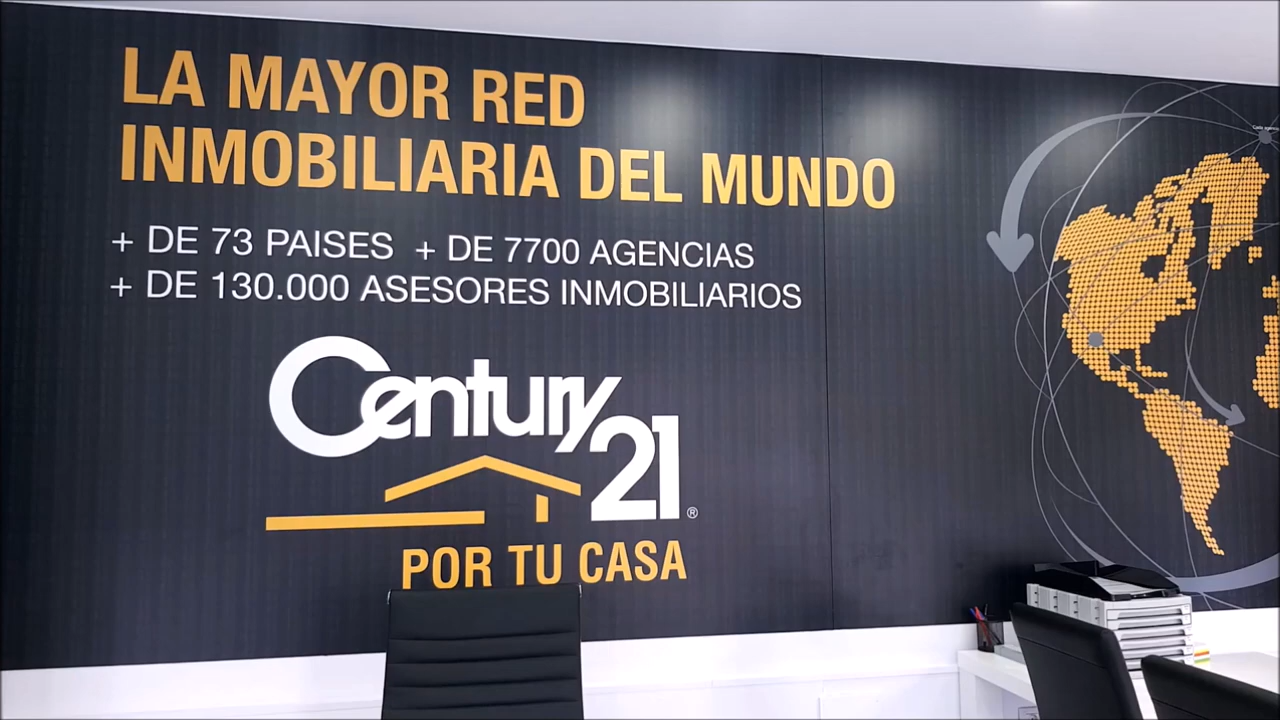 LA MAYOR RED
INMOBILIARIA DEL MUNDO
+ DE 73 PAISES + DE 7700 AGENCIAS
+ DE 130.000 ASESORES INMOBILIARIOS
Century
21®
POR TU CASA